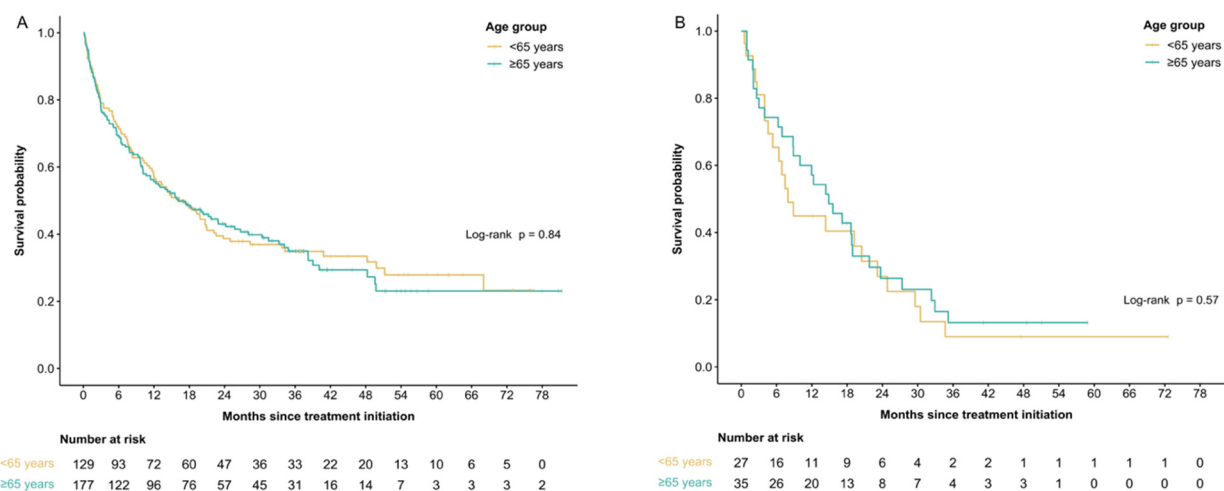 A
Age group
<65 years
≥65 years
1.0
0.8
0.6
0.4
0.2
0.0
Survival probability
Log-rank p = 0.84
0 6 12 18 24 30 36 42 48 54 60 66 72 78
Months since treatment initiation
Number at risk
<65 years 129 93 72 60 47 36 33 22 20 13 10 6 5 0
≥65 years 177 122 96 76 57 45 31 16 14 7 3 3 3 2
B
Age group
<65 years
≥65 years
1.0
0.8
0.6
0.4
0.2
0.0
Survival probability
Log-rank p = 0.57
0 6 12 18 24 30 36 42 48 54 60 66 72 78
Months since treatment initiation
Number at risk
<65 years 27 16 11 9 6 4 2 2 1 1 1 1 1 0
≥65 years 35 26 20 13 8 7 4 3 3 1 0 0 0 0